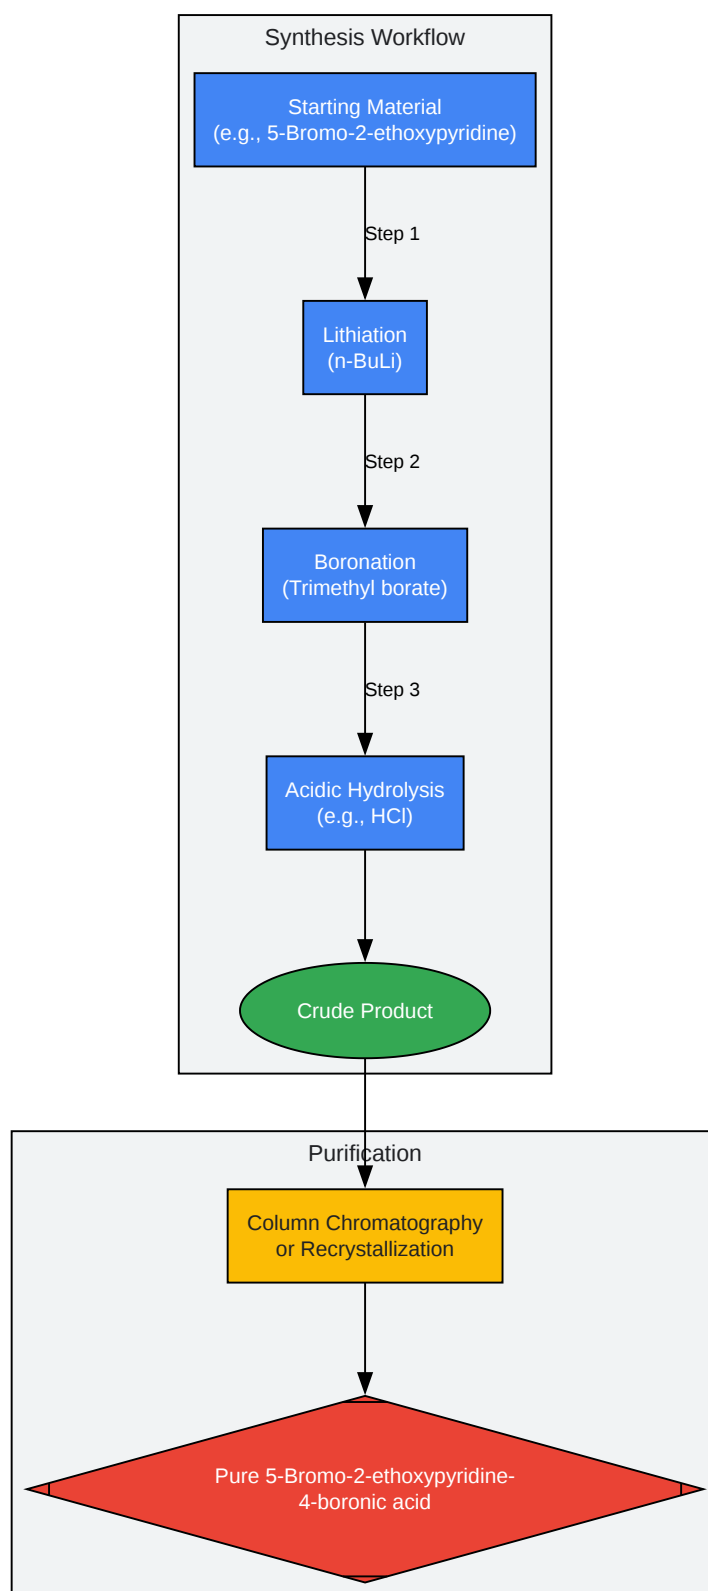 Synthesis Workflow
Starting Material
(e.g., 5-Bromo-2-ethoxypyridine)
Step 1
Lithiation
(n-BuLi)
Step 2
Boronation
(Trimethyl borate)
Step 3
Acidic Hydrolysis
(e.g., HCl)
Crude Product
Purification
Column Chromatography
or Recrystallization
Pure 5-Bromo-2-ethoxypyridine-
4-boronic acid